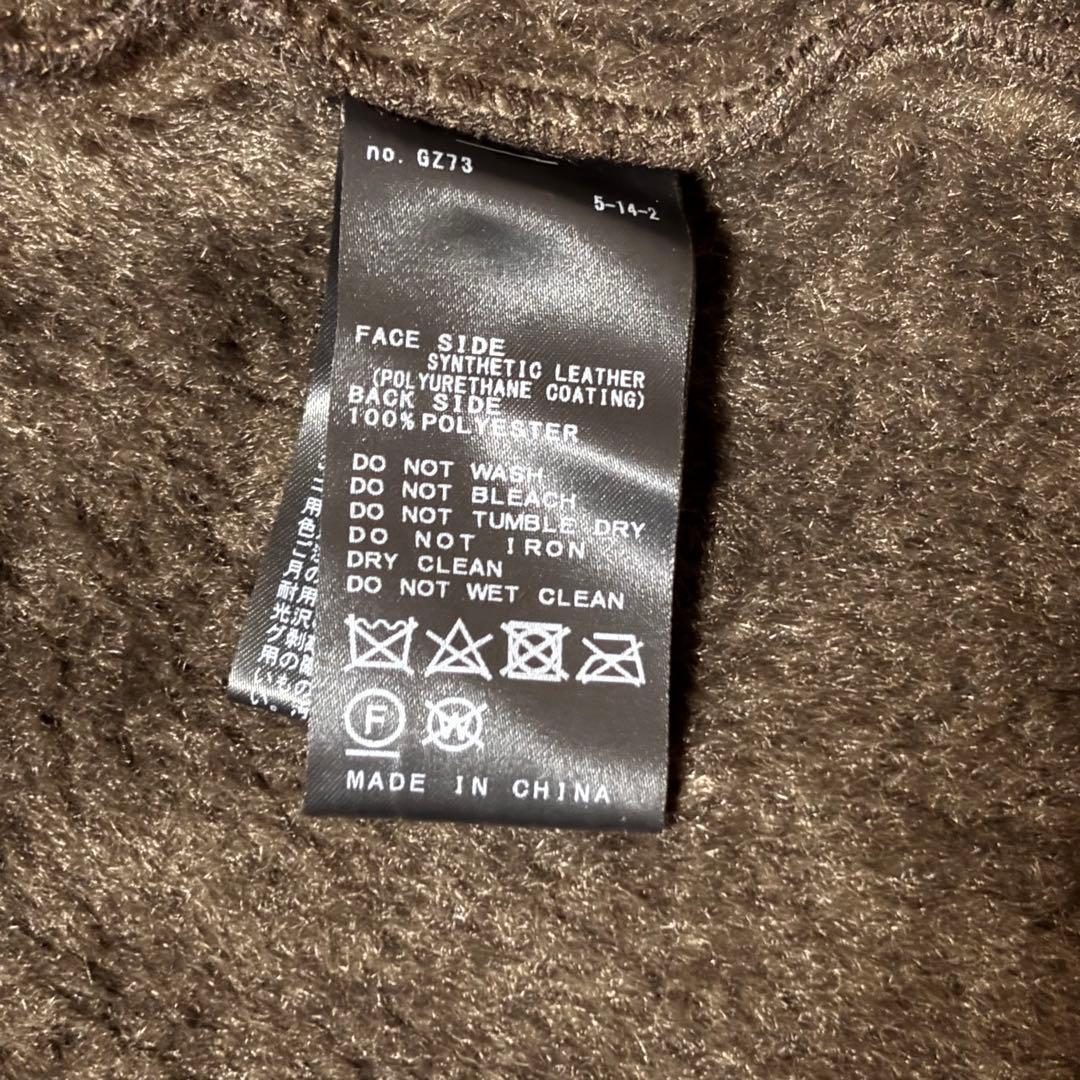 no. GZ73
5-14-2
FACE SIDE
SYNTHETIC LEATHER
(POLYURETHANE COATING)
BACK SIDE
100% POLYESTER
DO NOT WASH
DO NOT BLEACH
DO NOT TUMBLE DRY
DO NOT IRON
DRY CLEAN
DO NOT WET CLEAN
F
W
MADE IN CHINA